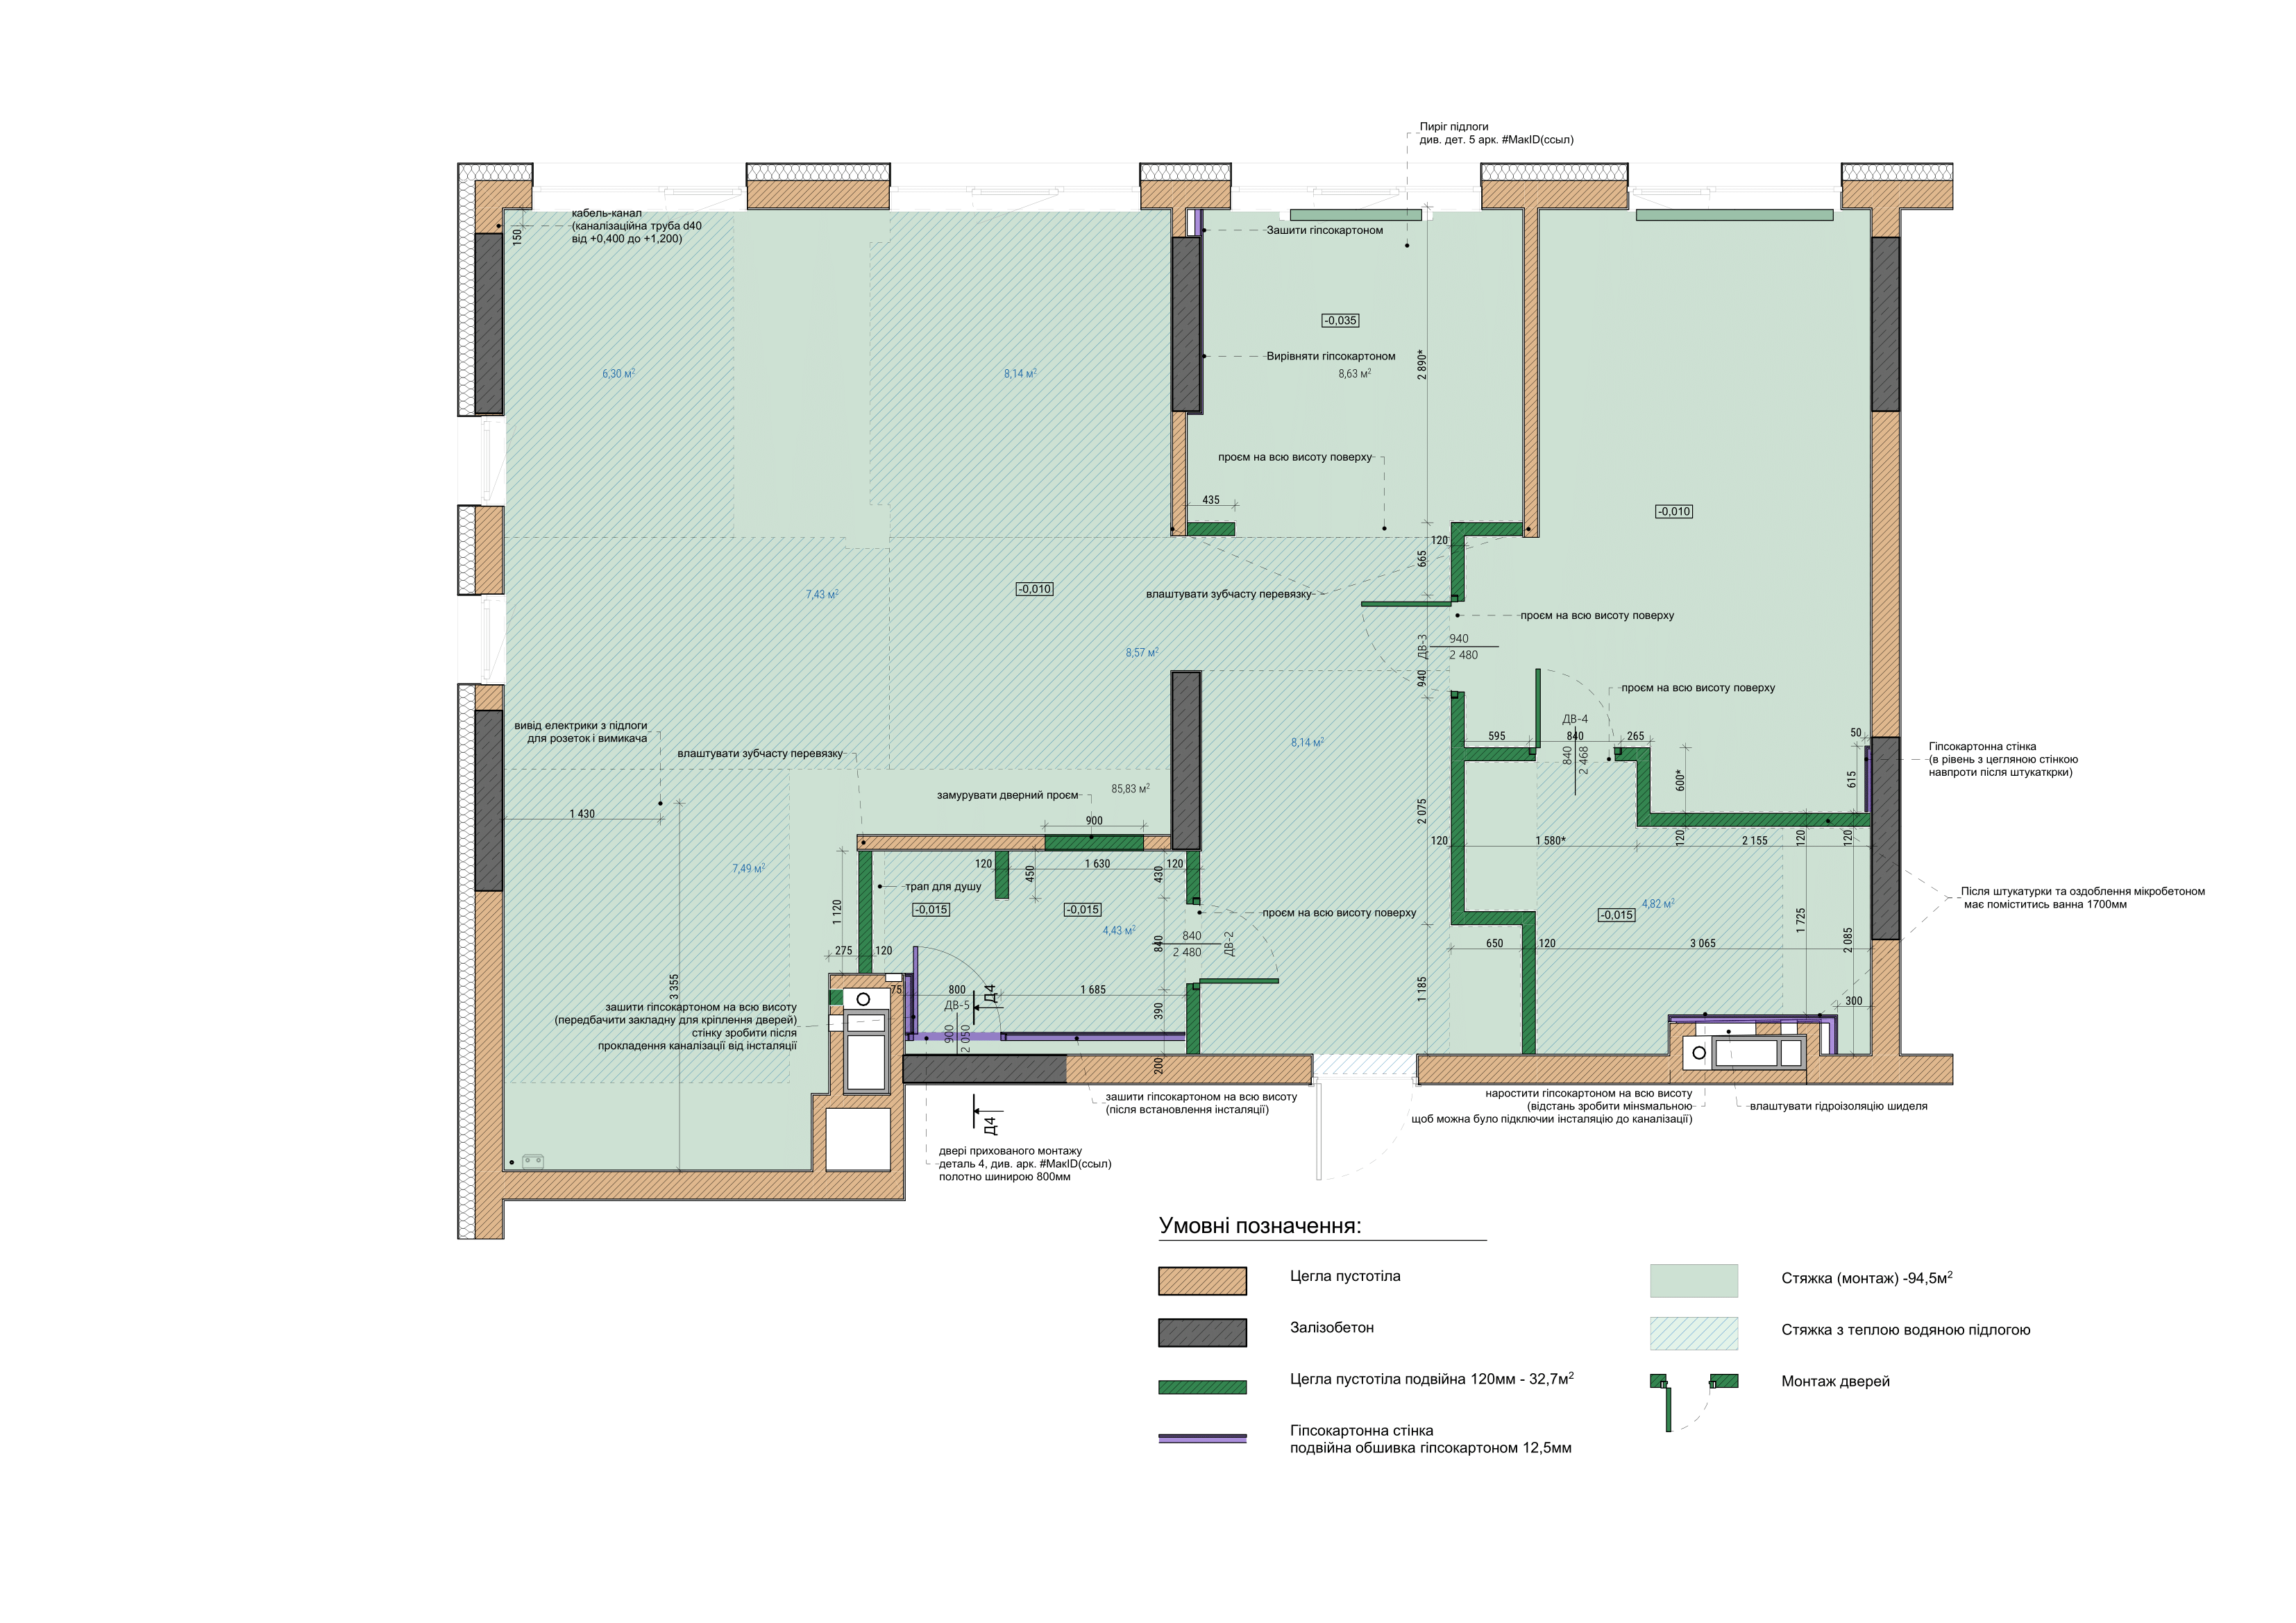 Пиріг підлоги
див. дет. 5 арк. #МакID(ссыл)
кабель-канал
(каналізаційна труба d40
від +0,400 до +1,200)
150
Зашити гіпсокартоном
-0,035
Вирівняти гіпсокартоном
2 890*
6,30 м²
8,14 м²
8,63 м²
проєм на всю висоту поверху
435
-0,010
120
665
7,43 м²
-0,010
влаштувати зубчасту перевязку
проєм на всю висоту поверху
ДВ-3
940
2 480
8,57 м²
940
проєм на всю висоту поверху
ДВ-4
840
2 468
595
840
265
50
вивід електрики з підлоги
для розеток і вимикача
влаштувати зубчасту перевязку
8,14 м²
Гіпсокартонна стінка
(в рівень з цегляною стінкою
навпроти після штукаткрки)
600*
615
85,83 м²
замурувати дверний проєм
1 430
900
2 075
120
1 580*
120
2 155
120
120
7,49 м²
120
1 630
120
450
430
трап для душу
-0,015
-0,015
1 120
4,43 м²
проєм на всю висоту поверху
840
840
2 480
ДВ-2
Після штукатурки та оздоблення мікробетоном
має поміститись ванна 1700мм
4,82 м²
-0,015
1 725
2 085
650
120
3 065
275
120
3 355
75
800
1 685
ДВ-5
900
2 050
Д4
390
1 185
300
зашити гіпсокартоном на всю висоту
(передбачити закладну для кріплення дверей)
стінку зробити після
прокладення каналізації від інсталяції
200
зашити гіпсокартоном на всю висоту
(після встановлення інсталяції)
Д4
наростити гіпсокартоном на всю висоту
(відстань зробити мінsмальною
щоб можна було підключии інсталяцію до каналізації)
влаштувати гідроізоляцію шиделя
двері прихованого монтажу
деталь 4, див. арк. #МакID(ссыл)
полотно шинирою 800мм
Умовні позначення:
Цегла пустотіла
Залізобетон
Цегла пустотіла подвійна 120мм - 32,7м²
Гіпсокартонна стінка
подвійна обшивка гіпсокартоном 12,5мм
Стяжка (монтаж) -94,5м²
Стяжка з теплою водяною підлогою
Монтаж дверей